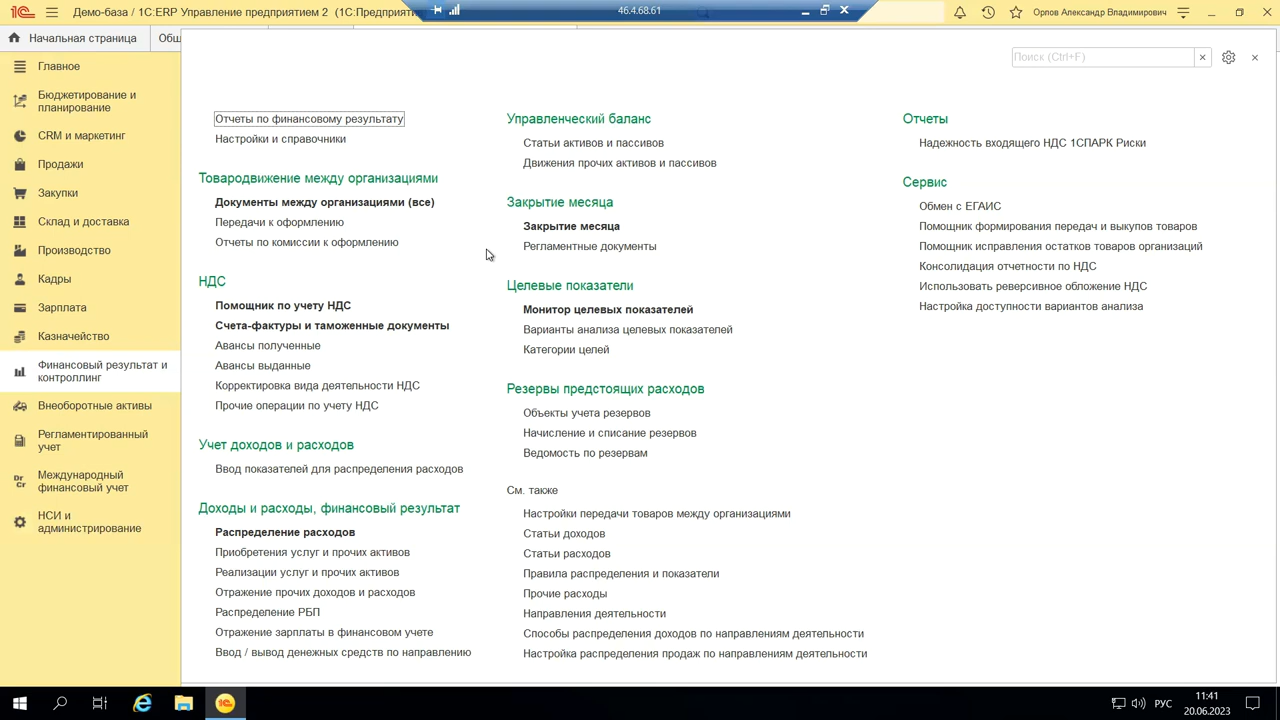 Демо-база / 1С:ERP Управление предприятием 2 (1С:Предприятие
46.4.68.61
Орлов Александр Владимирович
Начальная страница
Общ
Главное
Бюджетирование и
планирование
CRM и маркетинг
Продажи
Закупки
Склад и доставка
Производство
Кадры
Зарплата
Казначейство
Финансовый результат и
контроллинг
Внеоборотные активы
Регламентированный
учет
Dr
Cr
Международный
финансовый учет
НСИ и
администрирование
Поиск (Ctrl+F)
Отчеты по финансовому результату
Настройки и справочники
Товародвижение между организациями
Документы между организациями (все)
Передачи к оформлению
Отчеты по комиссии к оформлению
НДС
Помощник по учету НДС
Счета-фактуры и таможенные документы
Авансы полученные
Авансы выданные
Корректировка вида деятельности НДС
Прочие операции по учету НДС
Учет доходов и расходов
Ввод показателей для распределения расходов
Доходы и расходы, финансовый результат
Распределение расходов
Приобретения услуг и прочих активов
Реализации услуг и прочих активов
Отражение прочих доходов и расходов
Распределение РБП
Отражение зарплаты в финансовом учете
Ввод / вывод денежных средств по направлению
Управленческий баланс
Статьи активов и пассивов
Движения прочих активов и пассивов
Закрытие месяца
Закрытие месяца
Регламентные документы
Целевые показатели
Монитор целевых показателей
Варианты анализа целевых показателей
Категории целей
Резервы предстоящих расходов
Объекты учета резервов
Начисление и списание резервов
Ведомость по резервам
См. также
Настройки передачи товаров между организациями
Статьи доходов
Статьи расходов
Правила распределения и показатели
Прочие расходы
Направления деятельности
Способы распределения доходов по направлениям деятельности
Настройка распределения продаж по направлениям деятельности
Отчеты
Надежность входящего НДС 1СПАРК Риски
Сервис
Обмен с ЕГАИС
Помощник формирования передач и выкупов товаров
Помощник исправления остатков товаров организаций
Консолидация отчетности по НДС
Использовать реверсивное обложение НДС
Настройка доступности вариантов анализа
РУС
11:41
20.06.2023